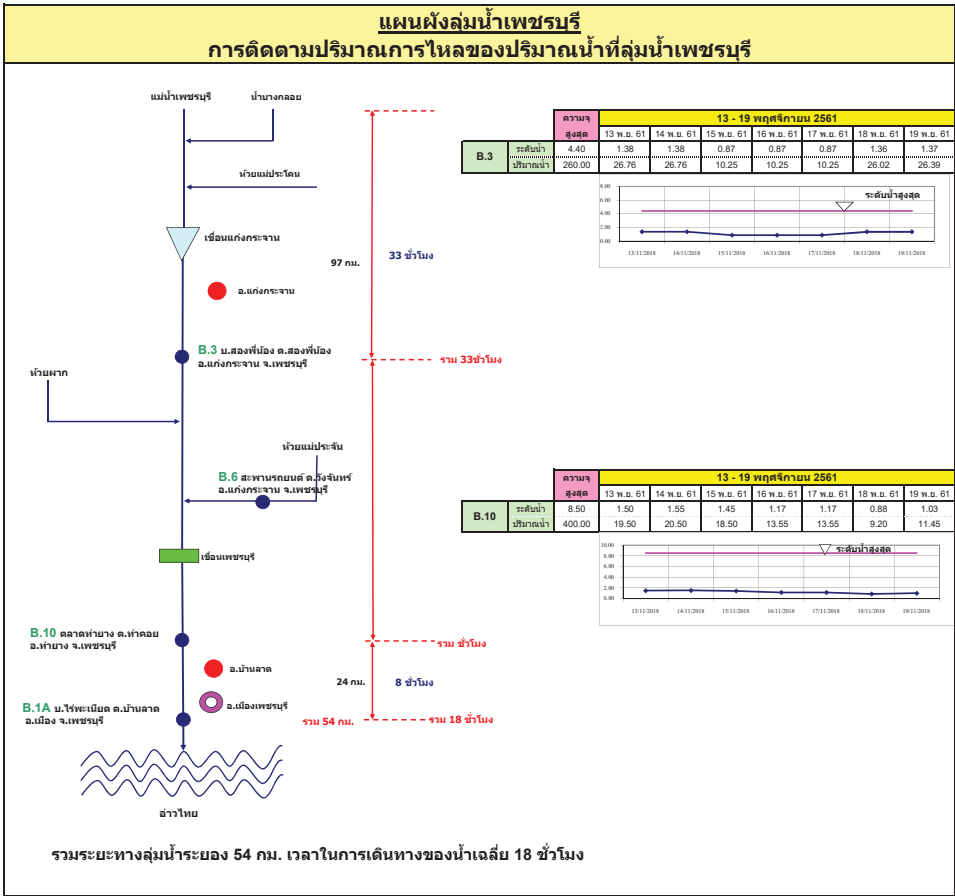 แผนผังลุ่มน้ำเพชรบุรี
การติดตามปริมาณการไหลของปริมาณน้ำที่ลุ่มน้ำเพชรบุรี
แม่น้ำเพชรบุรี
น้ำบางกลอย
ห้วยแม่ประโดน
เขื่อนแก่งกระจาน
97 กม.
33 ชั่วโมง
อ.แก่งกระจาน
B.3 บ.สองพี่น้อง ต.สองพี่น้อง
อ.แก่งกระจาน จ.เพชรบุรี
รวม 33ชั่วโมง
ห้วยผาก
ห้วยแม่ประจัน
B.6 สะพานรถยนต์ ต.วังจันทร์
อ.แก่งกระจาน จ.เพชรบุรี
เขื่อนเพชรบุรี
B.10 ตลาดท่ายาง ต.ท่าคอย
อ.ท่ายาง จ.เพชรบุรี
รวม ชั่วโมง
อ.บ้านลาด
24 กม.
8 ชั่วโมง
อ.เมืองเพชรบุรี
B.1A บ.ไร่พะเนียด ต.บ้านลาด
อ.เมือง จ.เพชรบุรี
รวม 54 กม.
รวม 18 ชั่วโมง
อ่าวไทย
รวมระยะทางลุ่มน้ำระยอง 54 กม. เวลาในการเดินทางของน้ำเฉลี่ย 18 ชั่วโมง
ความจุสูงสุด 13 - 19 พฤศจิกายน 2561
13 พ.ย. 61 14 พ.ย. 61 15 พ.ย. 61 16 พ.ย. 61 17 พ.ย. 61 18 พ.ย. 61 19 พ.ย. 61
B.3
ระดับน้ำ 4.40 1.38 1.38 0.87 0.87 0.87 1.36 1.37
ปริมาณน้ำ 260.00 26.76 26.76 10.25 10.25 10.25 26.02 26.39
ระดับน้ำสูงสุด
8.00
6.00
4.00
2.00
0.00
13/11/2018 14/11/2018 15/11/2018 16/11/2018 17/11/2018 18/11/2018 19/11/2018
ความจุสูงสุด 13 - 19 พฤศจิกายน 2561
13 พ.ย. 61 14 พ.ย. 61 15 พ.ย. 61 16 พ.ย. 61 17 พ.ย. 61 18 พ.ย. 61 19 พ.ย. 61
B.10
ระดับน้ำ 8.50 1.50 1.55 1.45 1.17 1.17 0.88 1.03
ปริมาณน้ำ 400.00 19.50 20.50 18.50 13.55 13.55 9.20 11.45
ระดับน้ำสูงสุด
10.00
8.00
6.00
4.00
2.00
0.00
13/11/2018 14/11/2018 15/11/2018 16/11/2018 17/11/2018 18/11/2018 19/11/2018